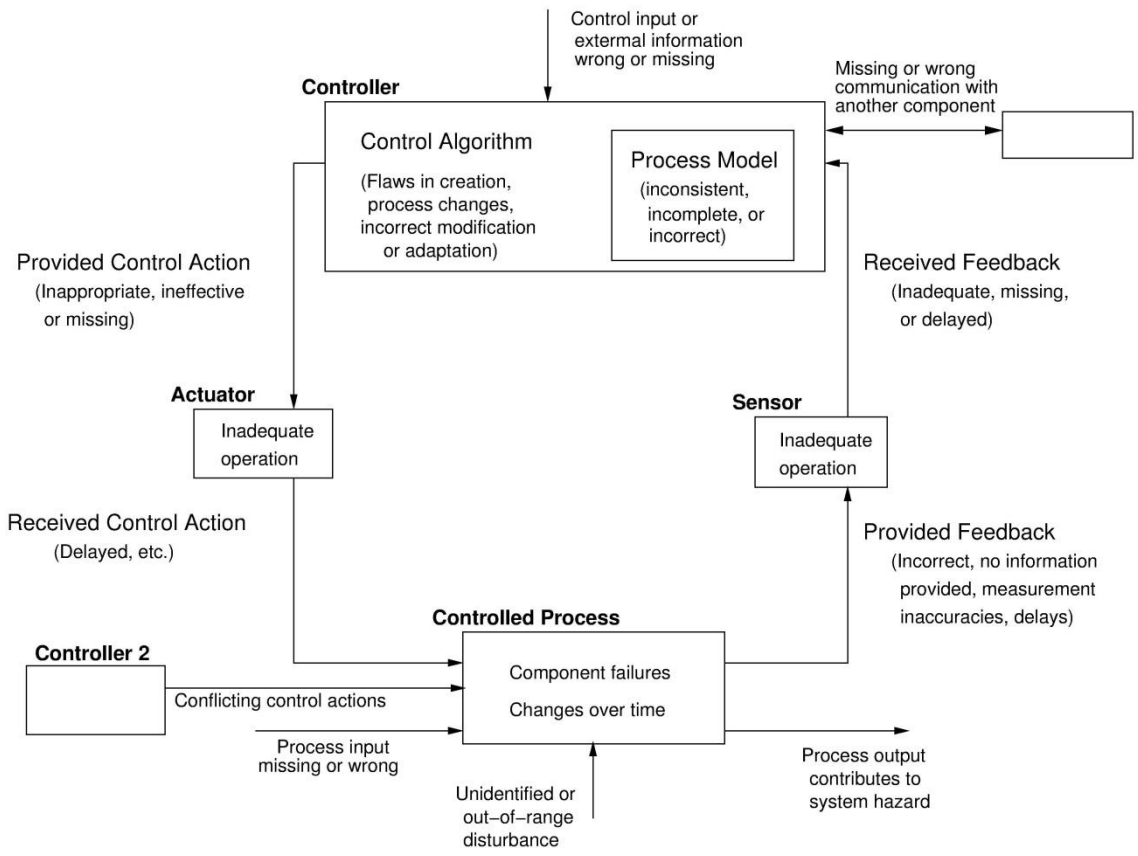 Control input or
extermal information
wrong or missing
Missing or wrong
communication with
another component
Controller
Control Algorithm
(Flaws in creation,
process changes,
incorrect modification
or adaptation)
Process Model
(inconsistent,
incomplete, or
incorrect)
Provided Control Action
(Inappropriate, ineffective
or missing)
Received Feedback
(Inadequate, missing,
or delayed)
Actuator
Inadequate
operation
Sensor
Inadequate
operation
Received Control Action
(Delayed, etc.)
Provided Feedback
(Incorrect, no information
provided, measurement
inaccuracies, delays)
Controlled Process
Component failures
Changes over time
Controller 2
Conflicting control actions
Process input
missing or wrong
Unidentified or
out−of−range
disturbance
Process output
contributes to
system hazard